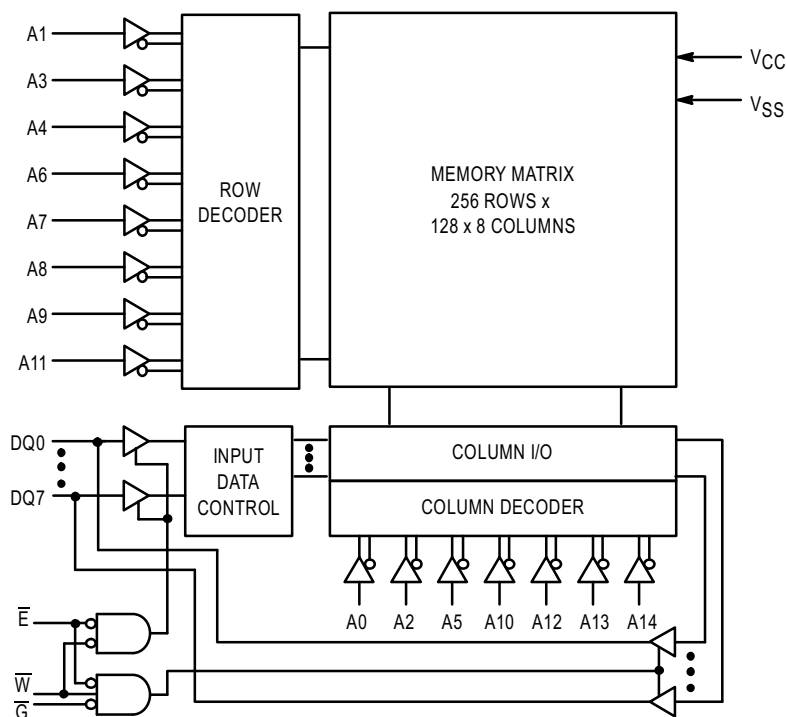 A1
A3
A4
A6
A7
A8
A9
A11
ROW
DECODER
MEMORY MATRIX
256 ROWS x
128 x 8 COLUMNS
VCC
VSS
DQ0
DQ7
INPUT
DATA
CONTROL
COLUMN I/O
COLUMN DECODER
A0 A2 A5 A10 A12 A13 A14
E̅
W̅
G̅